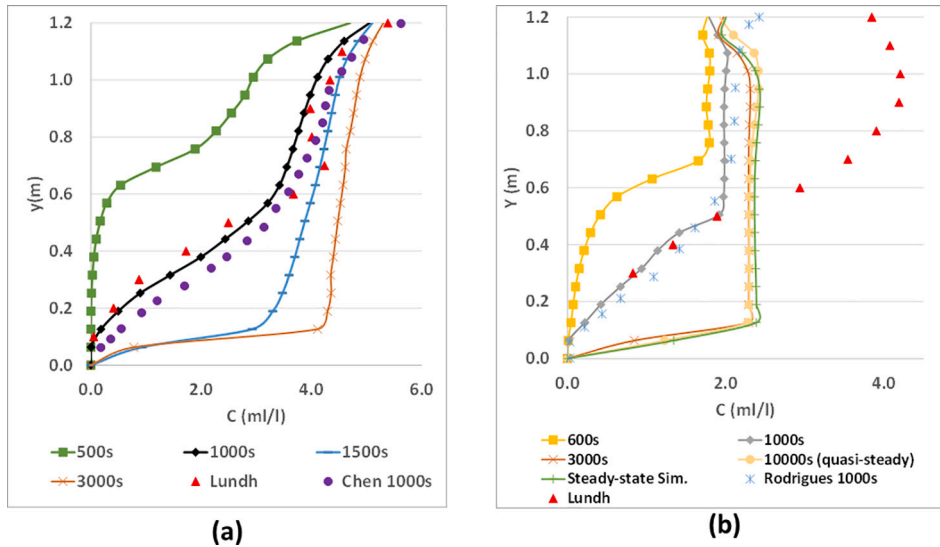 1.2
1.0
0.8
0.6
0.4
0.2
0.0
y(m)
0.0 2.0 4.0 6.0
C (ml/l)
500s 1000s 1500s
3000s Lundh Chen 1000s
(a)
1.2
1.0
0.8
0.6
0.4
0.2
0.0
Y (m)
0.0 2.0 4.0
C (ml/l)
600s 1000s
3000s 10000s (quasi-steady)
Steady-state Sim. Rodrigues 1000s
Lundh
(b)